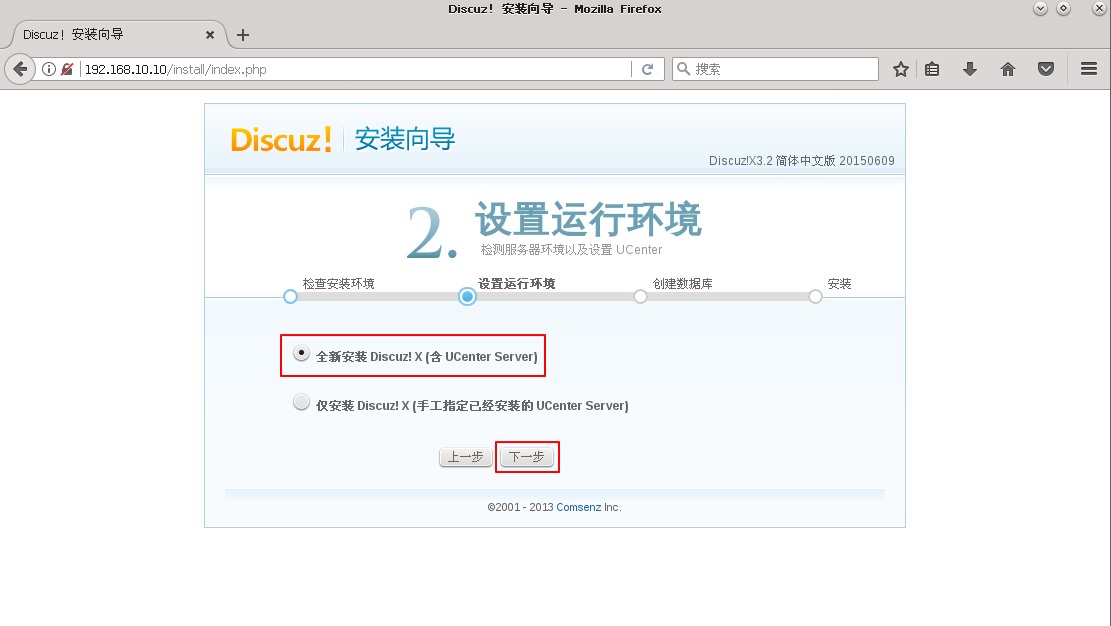 Discuz! 安装向导 - Mozilla Firefox
Discuz! 安装向导
192.168.10.10/install/index.php
搜索
Discuz! 安装向导
Discuz!X3.2 简体中文版 20150609
2. 设置运行环境
检测服务器环境以及设置 UCenter
检查安装环境 设置运行环境 创建数据库 安装
全新安装 Discuz! X (含 UCenter Server)
仅安装 Discuz! X (手工指定已经安装的 UCenter Server)
上一步 下一步
©2001 - 2013 Comsenz Inc.